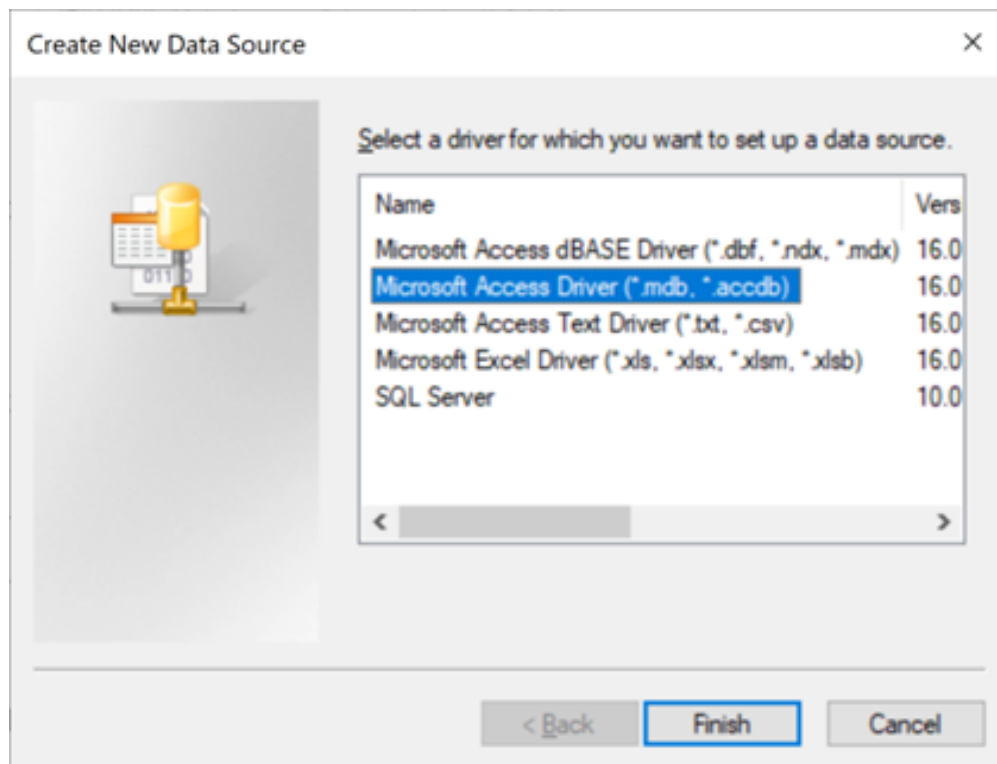 Create New Data Source
Select a driver for which you want to set up a data source.
Name Vers
Microsoft Access dBASE Driver (*.dbf, *.ndx, *.mdx) 16.0
Microsoft Access Driver (*.mdb, *.accdb) 16.0
Microsoft Access Text Driver (*.txt, *.csv) 16.0
Microsoft Excel Driver (*.xls, *.xlsx, *.xlsm, *.xlsb) 16.0
SQL Server 10.0
< Back Finish Cancel